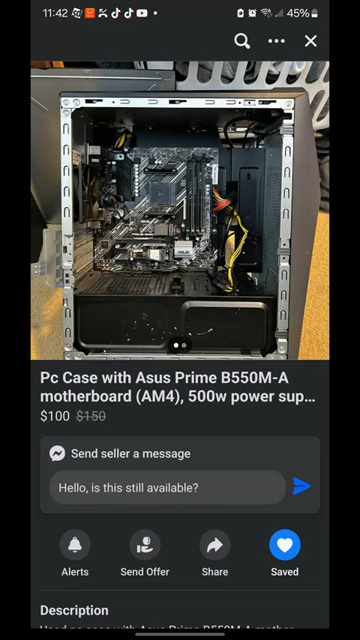 11:42
45%
Pc Case with Asus Prime B550M-A
motherboard (AM4), 500w power sup...
$100 $150
Send seller a message
Hello, is this still available?
Alerts Send Offer Share Saved
Description